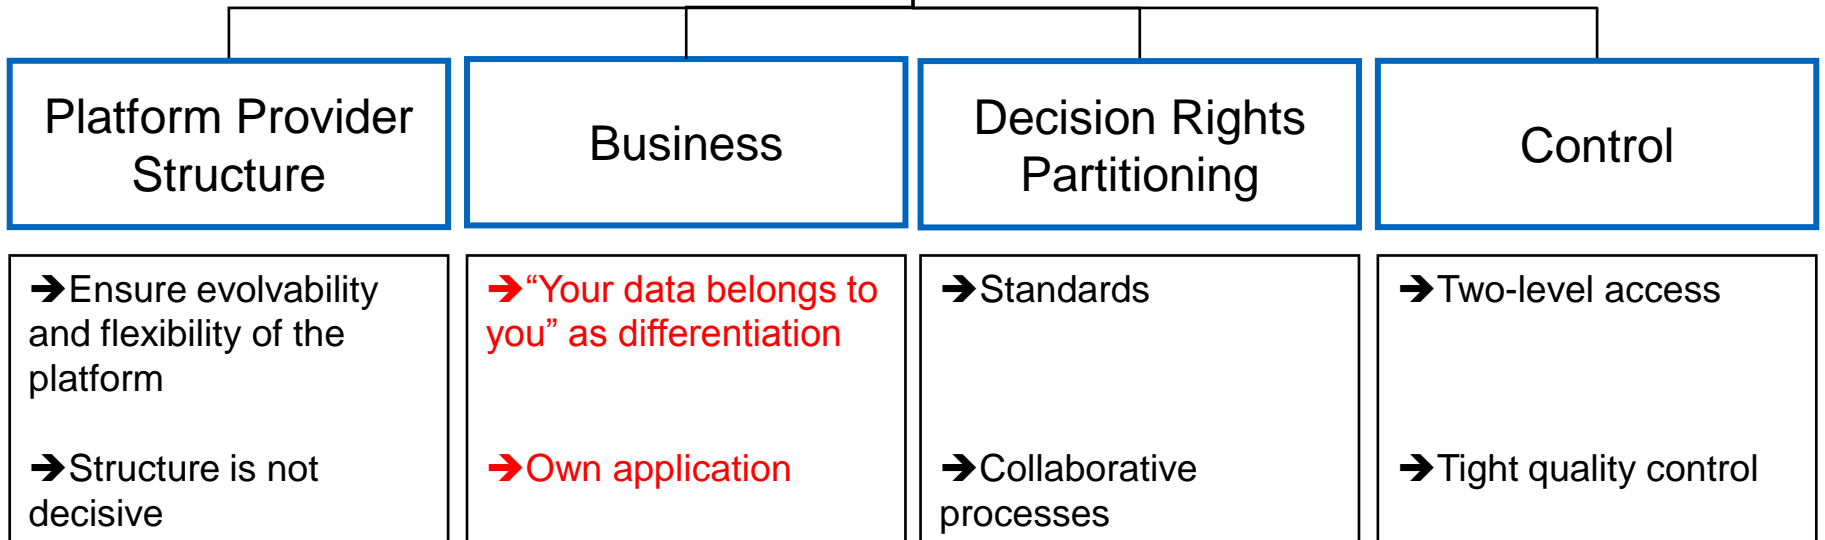 Platform Provider
Structure
Business
Decision Rights
Partitioning
Control
➔Ensure evolvability
and flexibility of the
platform
➔Structure is not
decisive
➔“Your data belongs to
you” as differentiation
➔Own application
➔Standards
➔Collaborative
processes
➔Two-level access
➔Tight quality control